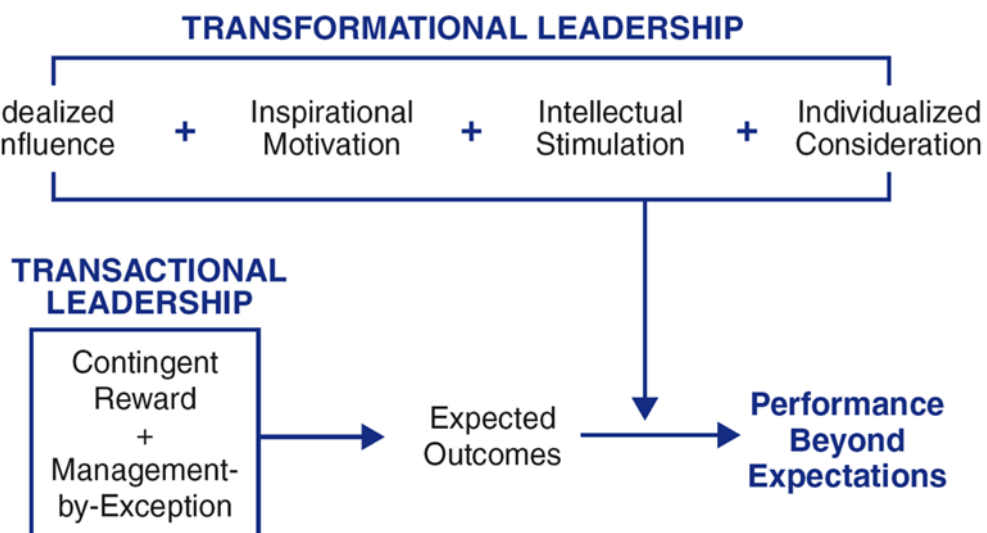 TRANSFORMATIONAL LEADERSHIP
dealized
nfluence
+
Inspirational
Motivation
+
Intellectual
Stimulation
+
Individualized
Consideration
TRANSACTIONAL
LEADERSHIP
Contingent
Reward
+
Management-
by-Exception
Expected
Outcomes
Performance
Beyond
Expectations